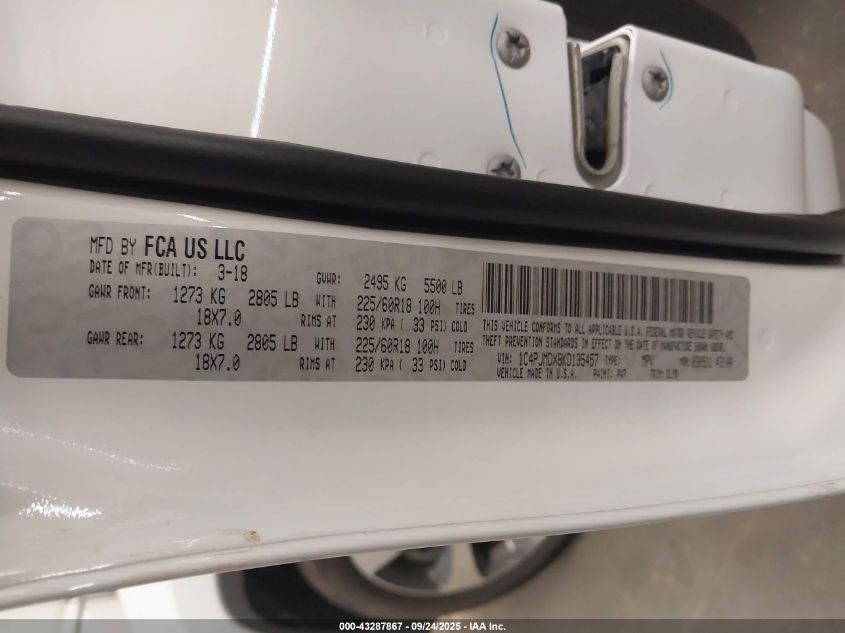 MFD BY FCA US LLC
DATE OF MFR(BUILT): 3-18 GVWR: 2495 KG 5500 LB
GAWR FRONT: 1273 KG 2805 LB WITH 225/60R18 100H TIRES
18X7.0 RIMS AT 230 KPA ( 33 PSI) COLD
GAWR REAR: 1273 KG 2805 LB WITH 225/60R18 100H TIRES
18X7.0 RIMS AT 230 KPA ( 33 PSI) COLD
THIS VEHICLE CONFORMS TO ALL APPLICABLE U.S.A. FEDERAL MOTOR VEHICLE SAFETY AND
THEFT PREVENTION STANDARDS IN EFFECT ON THE DATE OF MANUFACTURE SHOWN ABOVE.
VIN: 1C4PJMDX8KD135457 TYPE: MPV MDH:
VEHICLE MADE IN U.S.A. PAINT: PW7 TRIM:
000-43287867 - 09/24/2025 - IAA Inc.